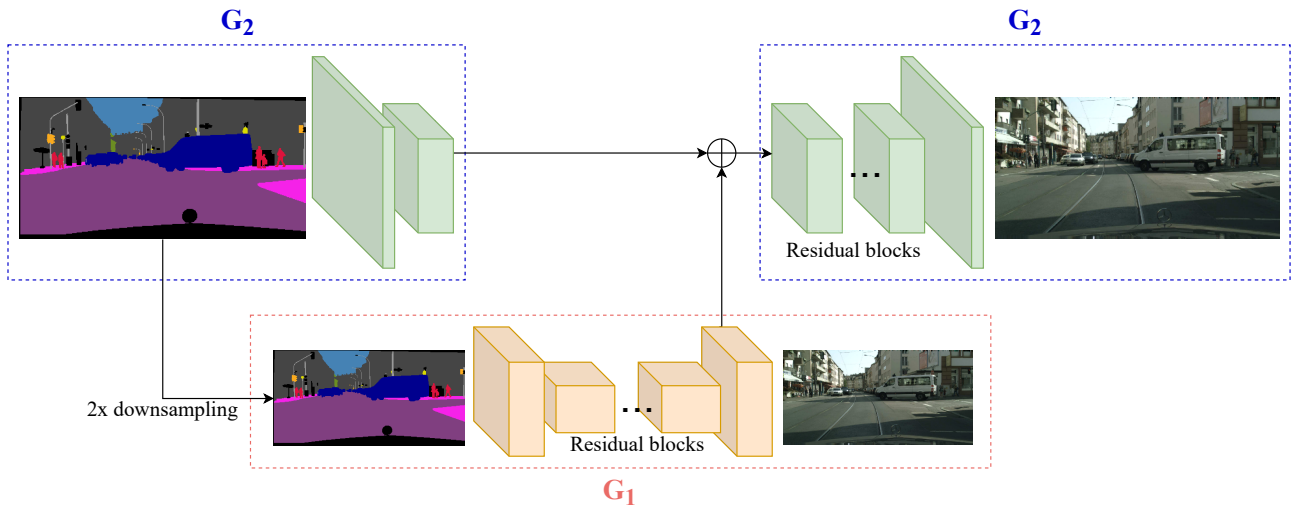 G₂
G₂
Residual blocks
2x downsampling
Residual blocks
G₁